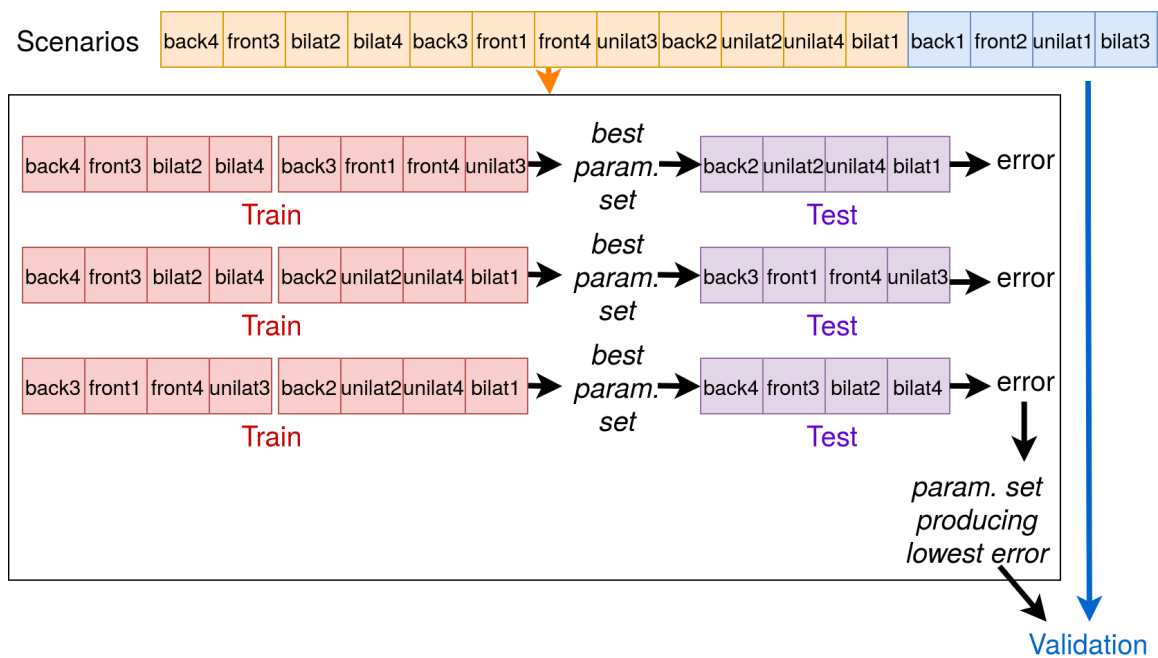 Scenarios back4 front3 bilat2 bilat4 back3 front1 front4 unilat3 back2 unilat2 unilat4 bilat1 back1 front2 unilat1 bilat3
back4 front3 bilat2 bilat4 back3 front1 front4 unilat3
Train
best
param.
set
back2 unilat2 unilat4 bilat1
Test
error
back4 front3 bilat2 bilat4 back2 unilat2 unilat4 bilat1
Train
best
param.
set
back3 front1 front4 unilat3
Test
error
back3 front1 front4 unilat3 back2 unilat2 unilat4 bilat1
Train
best
param.
set
back4 front3 bilat2 bilat4
Test
error
param. set
producing
lowest error
Validation